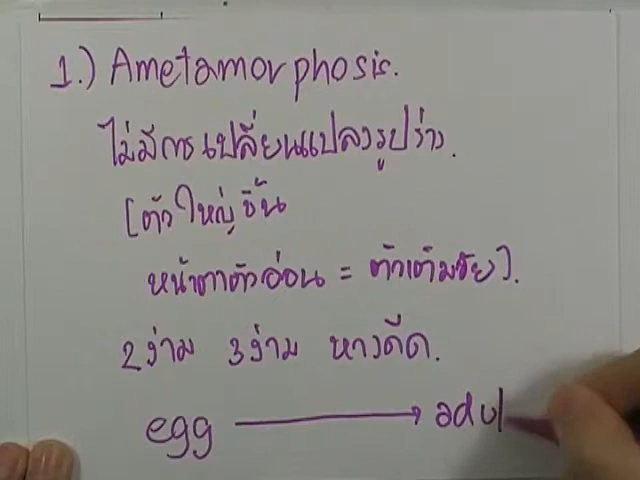 1.) Ametamorphosis.
ไม่มีการเปลี่ยนแปลงรูปร่าง.
[ตัวใหญ่ขึ้น
หน้าตาตัวอ่อน = ตัวเต็มวัย].
2ง่าม 3ง่าม หางดีด.
egg → adul